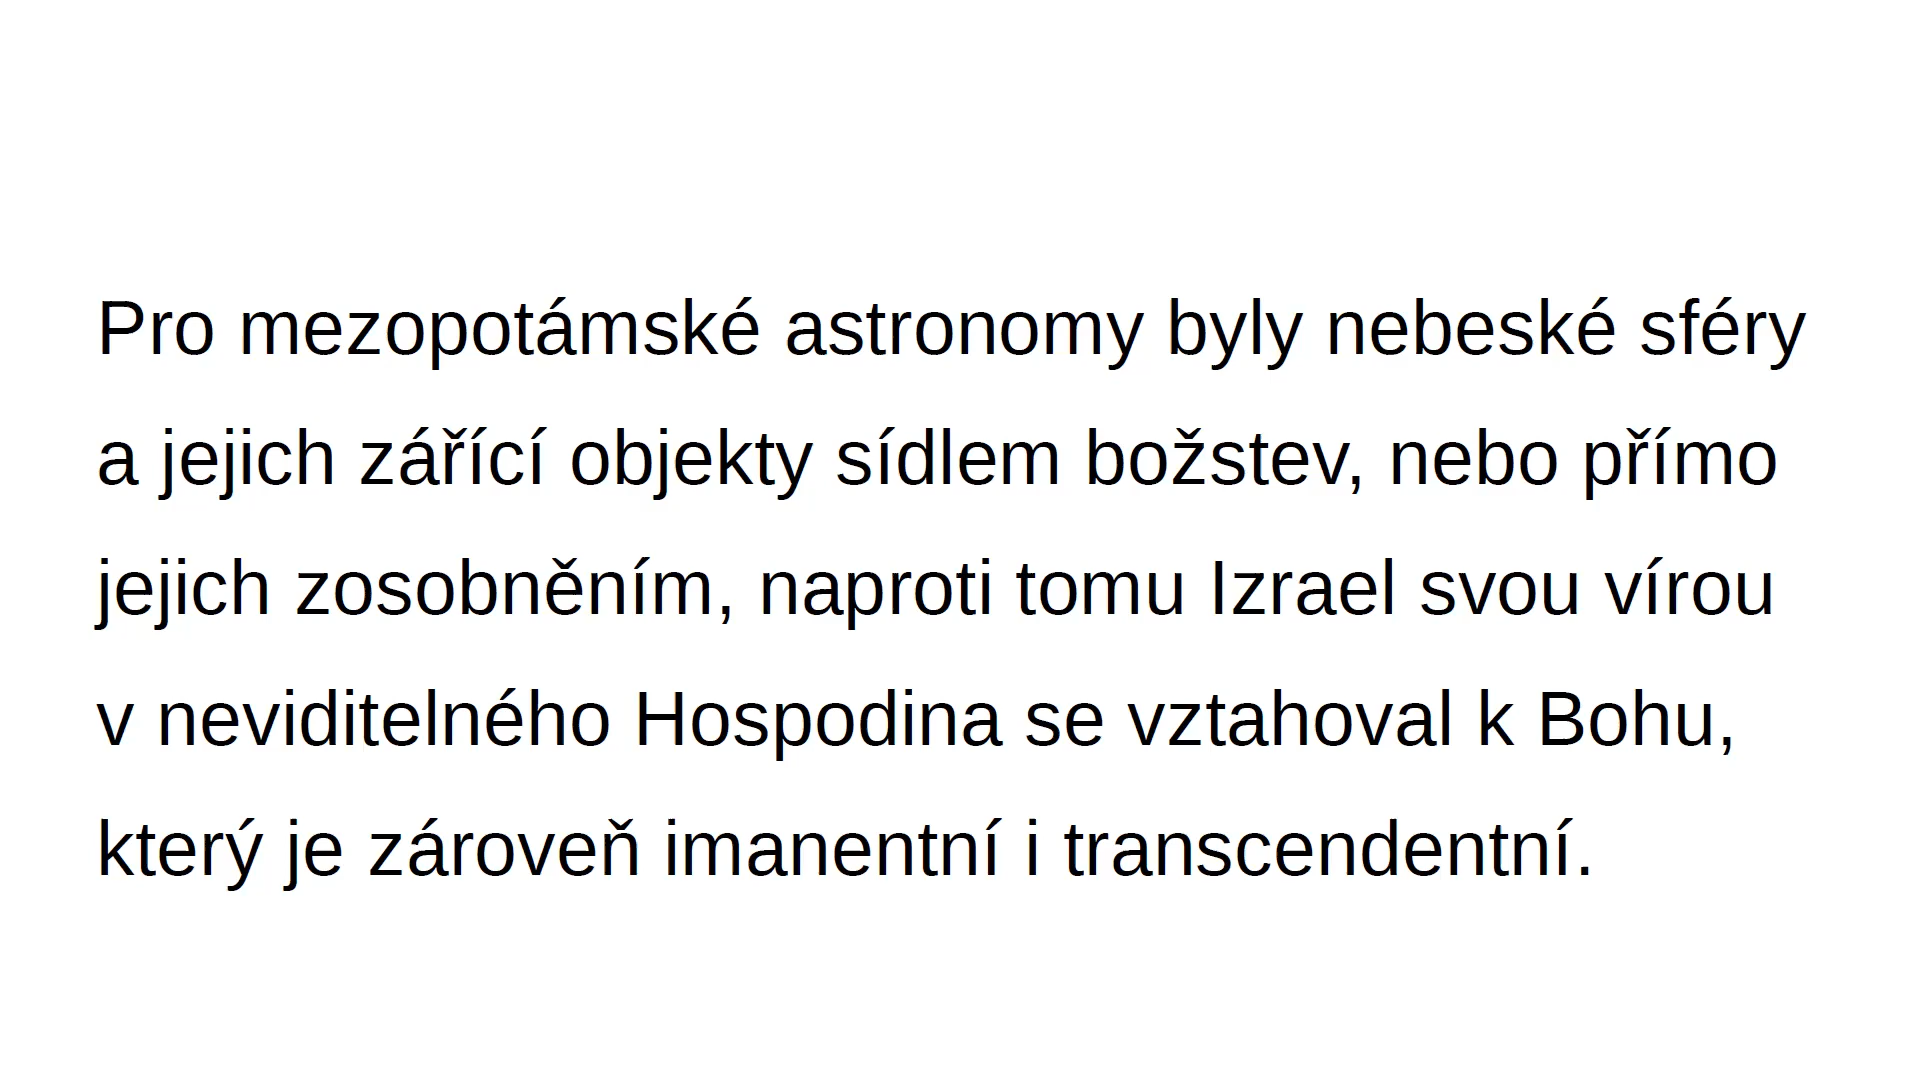 Pro mezopotámské astronomy byly nebeské sféry
a jejich zářící objekty sídlem božstev, nebo přímo
jejich zosobněním, naproti tomu Izrael svou vírou
v neviditelného Hospodina se vztahoval k Bohu,
který je zároveň imanentní i transcendentní.